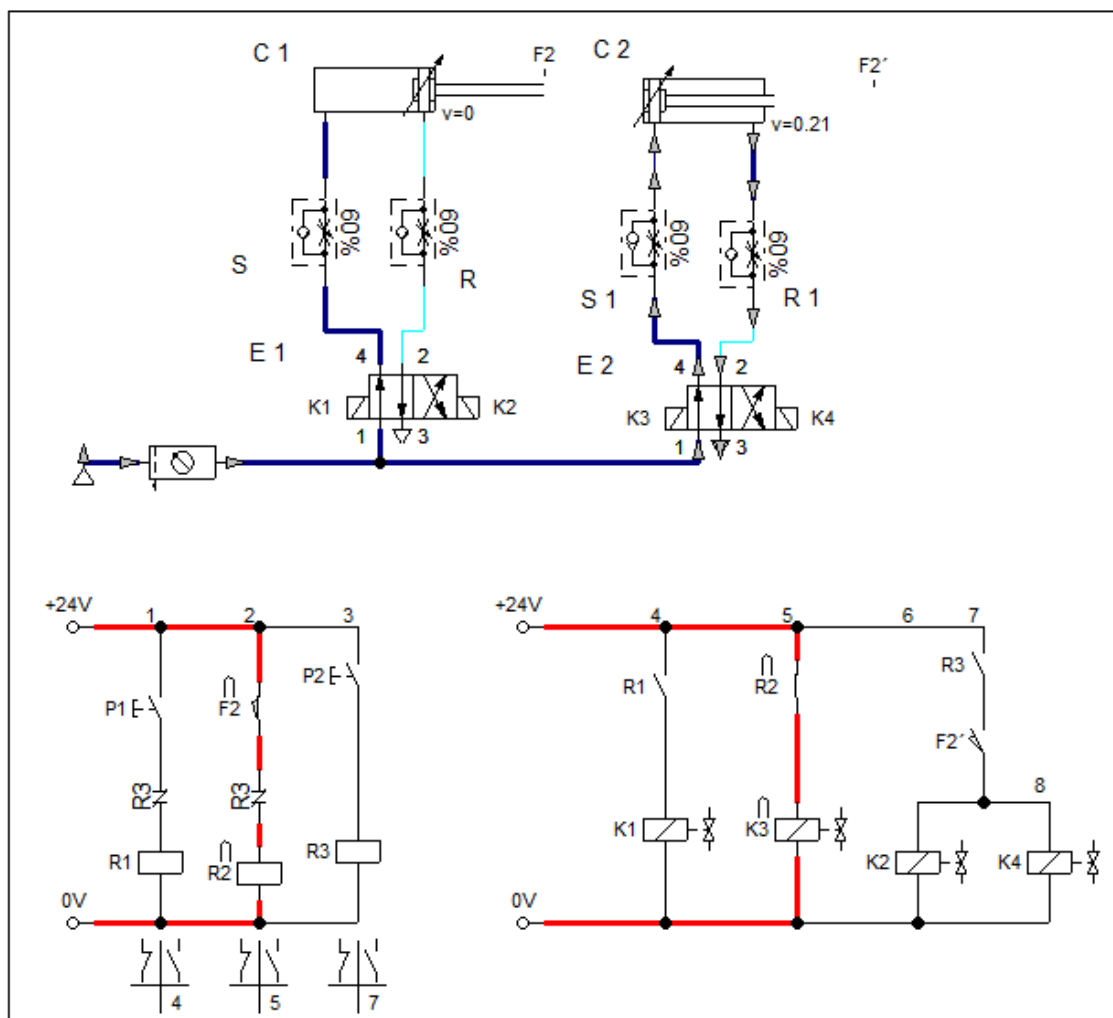 C 1
F2
C 2
F2´
v=0
v=0.21
60%
60%
60%
60%
S
R
S 1
R 1
E 1
4
2
E 2
4
2
K1
K2
K3
K4
1
3
1
3
+24V
1
2
3
+24V
4
5
6
7
P1
F2
P2
R1
R2
R3
F2´
R3
R3
8
R1
R2
R3
K1
K3
K2
K4
0V
0V
4
5
7